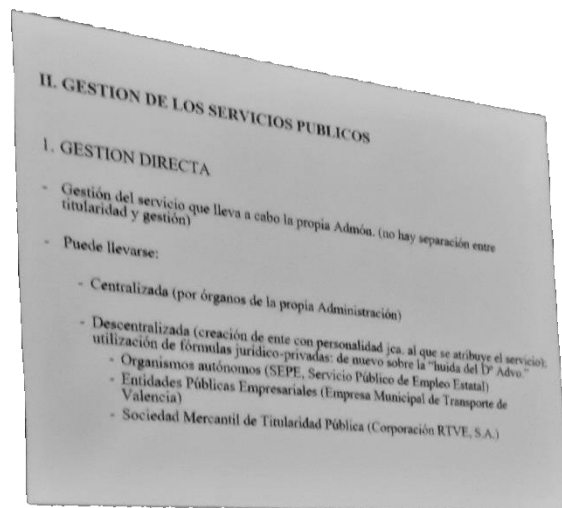 II. GESTION DE LOS SERVICIOS PUBLICOS
1. GESTION DIRECTA
- Gestión del servicio que lleva a cabo la propia Admón. (no hay separación entre
titularidad y gestión)
- Puede llevarse:
- Centralizada (por órganos de la propia Administración)
- Descentralizada (creación de ente con personalidad jca. al que se atribuye el servicio);
utilización de fórmulas jurídico-privadas: de nuevo sobre la "huida del Dº Advo."
- Organismos autónomos (SEPE, Servicio Público de Empleo Estatal)
- Entidades Públicas Empresariales (Empresa Municipal de Transporte de
Valencia)
- Sociedad Mercantil de Titularidad Pública (Corporación RTVE, S.A.)